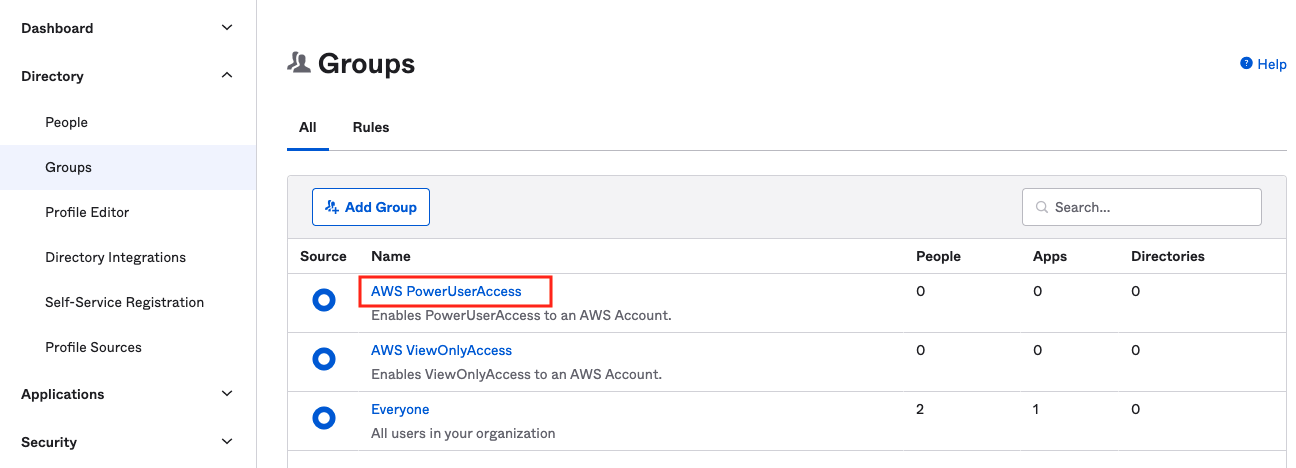 Dashboard
Directory
People
Groups
Profile Editor
Directory Integrations
Self-Service Registration
Profile Sources
Applications
Security
Groups
? Help
All Rules
Add Group
Search...
Source Name People Apps Directories
AWS PowerUserAccess 0 0 0
Enables PowerUserAccess to an AWS Account.
AWS ViewOnlyAccess 0 0 0
Enables ViewOnlyAccess to an AWS Account.
Everyone 2 1 0
All users in your organization